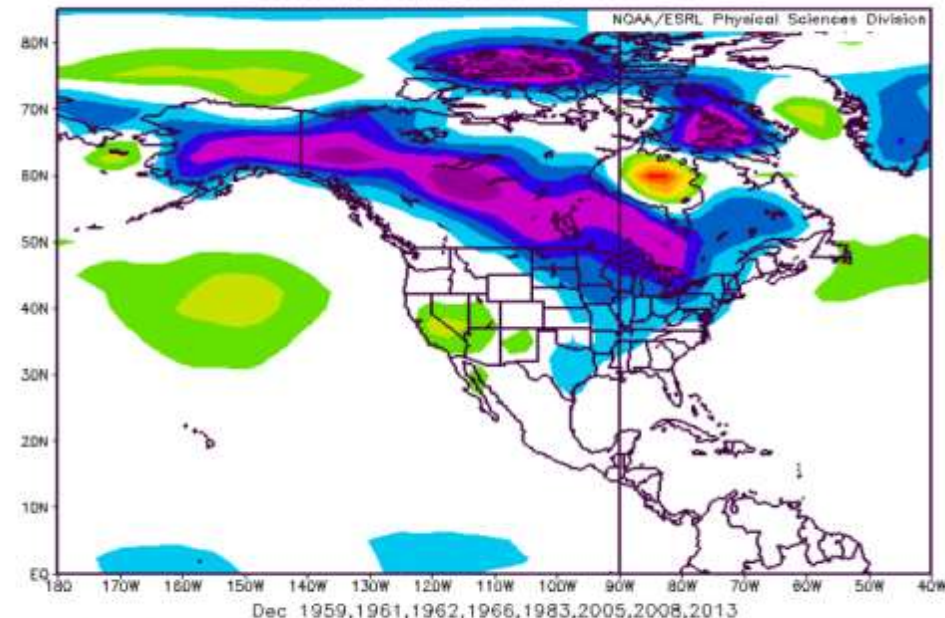 NOAA/ESRL Physical Sciences Division
80N
70N
60N
50N
40N
30N
20N
10N
EQ
180 170W 160W 150W 140W 130W 120W 110W 100W 90W 80W 70W 60W 50W 40W
Dec 1959,1961,1962,1966,1983,2005,2008,2013